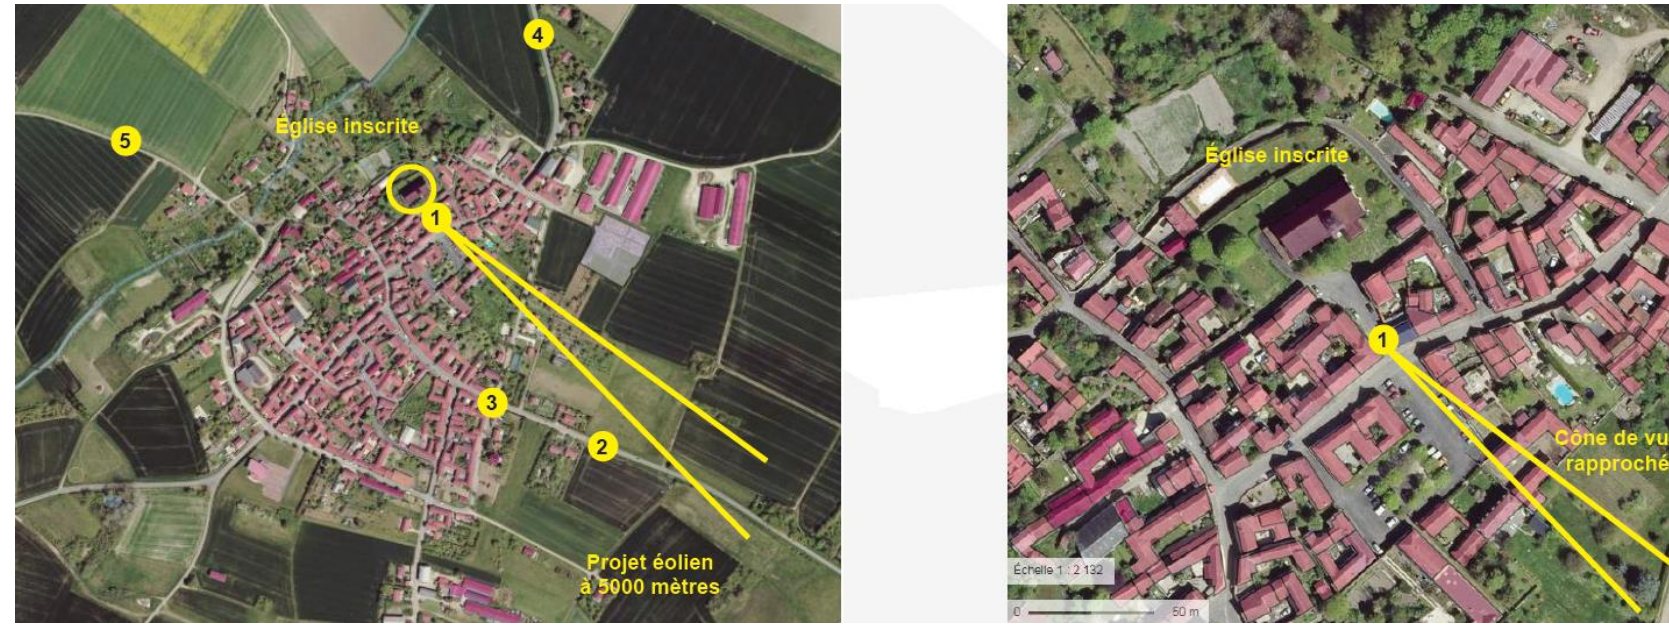 4
5
Église inscrite
1
3
2
Projet éolien
à 5000 mètres
Église inscrite
1
Cône de vu
rapproché
Échelle 1 : 2 132
0 50 m